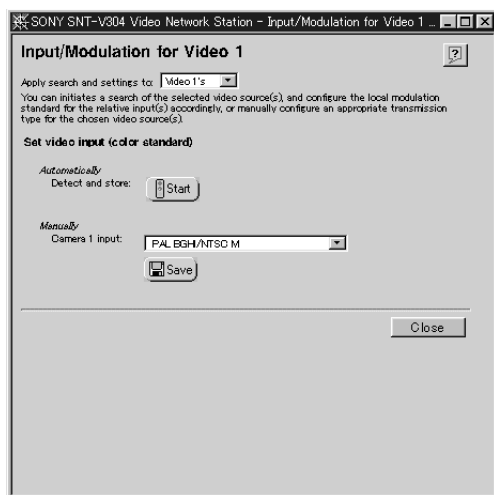 SONY SNT-V304 Video Network Station - Input/Modulation for Video 1 ...
Input/Modulation for Video 1
?
Apply search and settings to: Video 1's
You can initiates a search of the selected video source(s), and configure the local modulation
standard for the relative input(s) accordingly, or manually configure an appropriate transmission
type for the chosen video source(s).
Set video input (color standard)
Automatically
Detect and store: Start
Manually
Camera 1 input: PAL BGHI/NTSC M
Save
Close